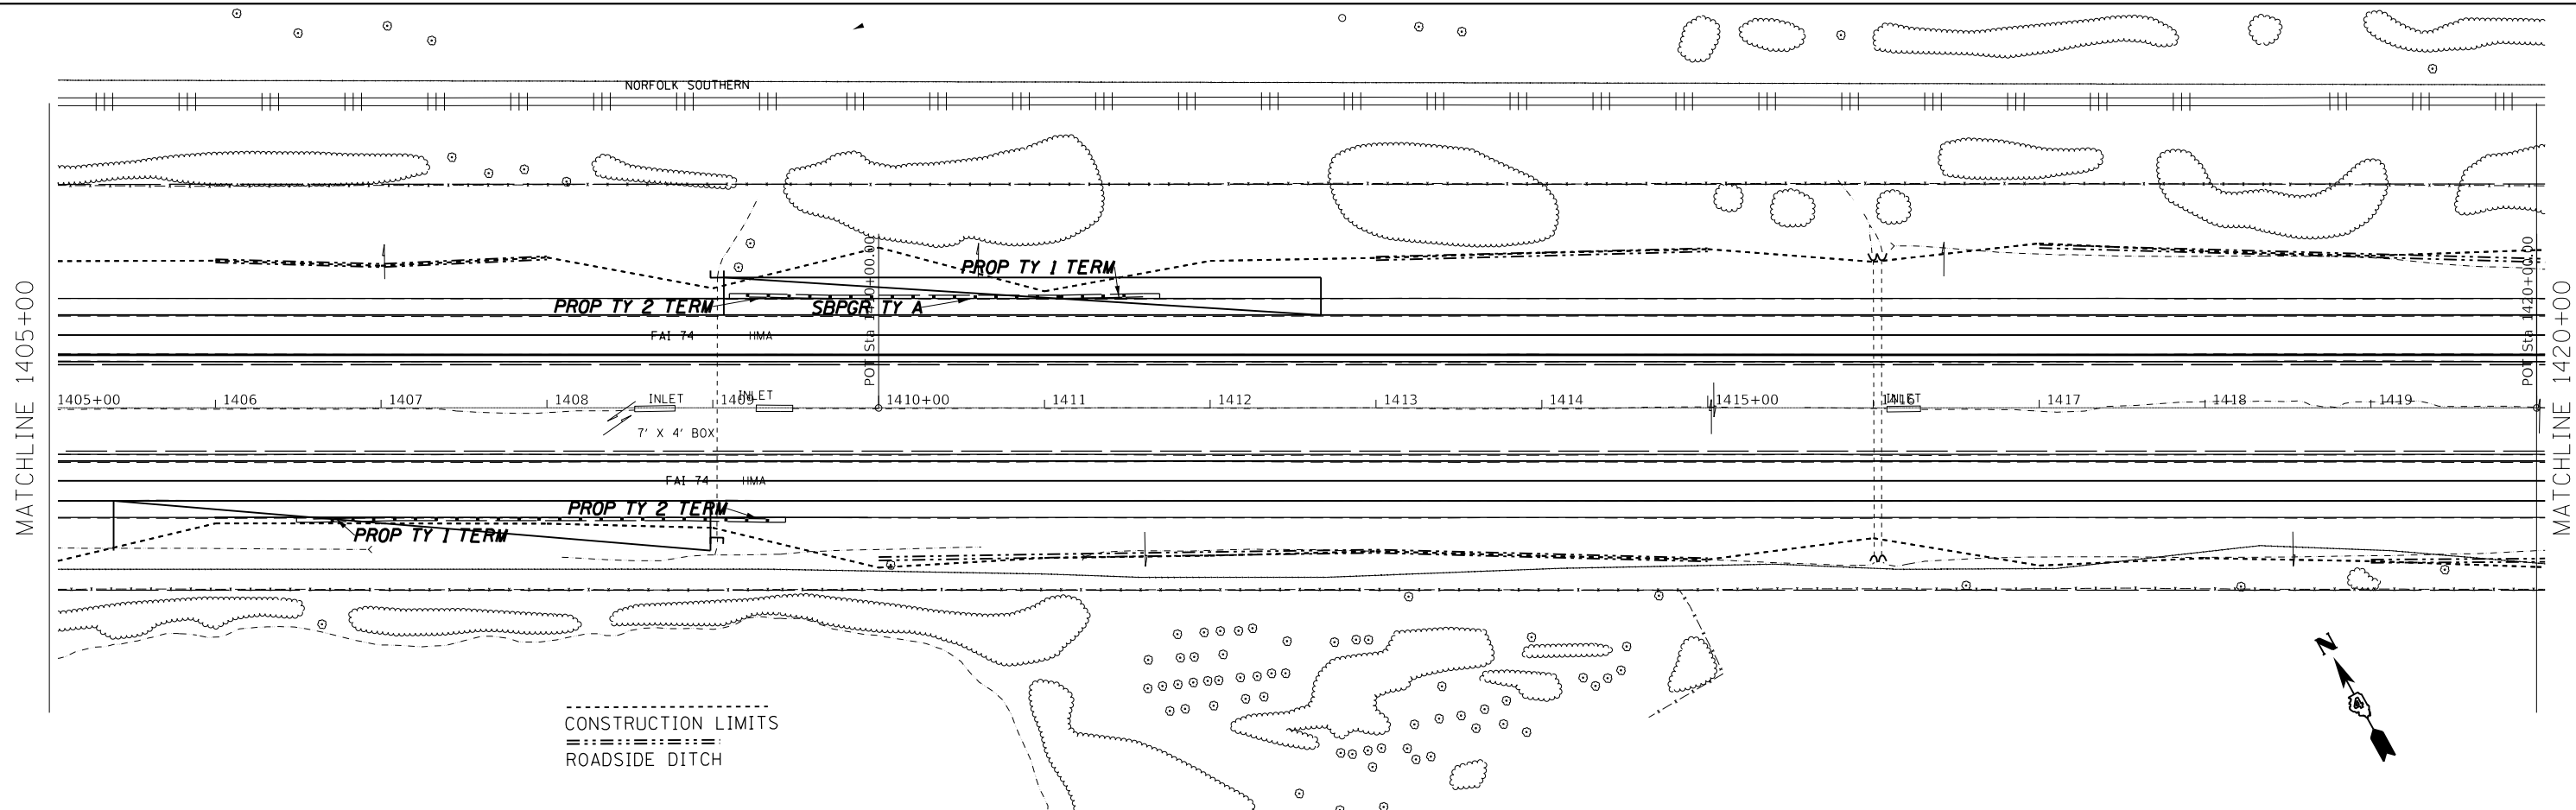 NORFOLK SOUTHERN
PROP TY 1 TERM
PROP TY 2 TERM
SBPGR TY A
FAI 74
HMA
POT Sta 1410+00.00
POT Sta 1420+00.00
MATCHLINE 1405+00
MATCHLINE 1420+00
1405+00
1406
1407
1408
INLET
1409
INLET
1410+00
1411
1412
1413
1414
1415+00
1416
INLET
1417
1418
1419
7' X 4' BOX
FAI 74
HMA
PROP TY 2 TERM
PROP TY 1 TERM
N
CONSTRUCTION LIMITS
ROADSIDE DITCH